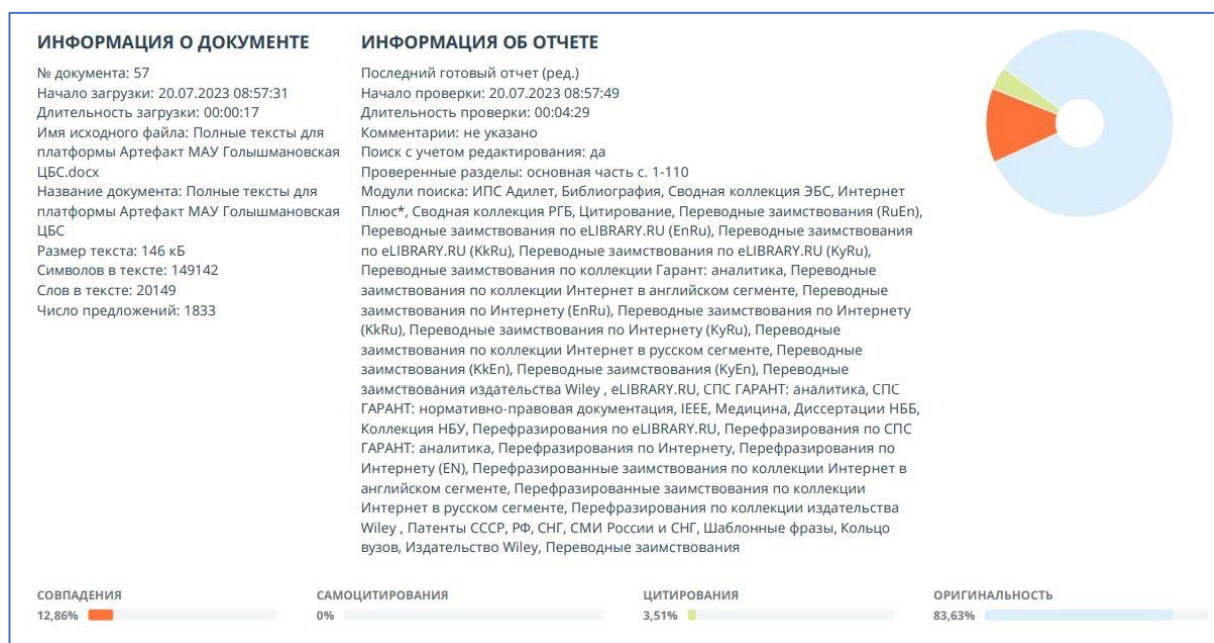 ИНФОРМАЦИЯ О ДОКУМЕНТЕ
№ документа: 57
Начало загрузки: 20.07.2023 08:57:31
Длительность загрузки: 00:00:17
Имя исходного файла: Полные тексты для
платформы Артефакт МАУ Голышмановская
ЦБС.docx
Название документа: Полные тексты для
платформы Артефакт МАУ Голышмановская
ЦБС
Размер текста: 146 кБ
Символов в тексте: 149142
Слов в тексте: 20149
Число предложений: 1833
ИНФОРМАЦИЯ ОБ ОТЧЕТЕ
Последний готовый отчет (ред.)
Начало проверки: 20.07.2023 08:57:49
Длительность проверки: 00:04:29
Комментарии: не указано
Поиск с учетом редактирования: да
Проверенные разделы: основная часть с. 1-110
Модули поиска: ИПС Адилет, Библиография, Сводная коллекция ЭБС, Интернет
Плюс*, Сводная коллекция РГБ, Цитирование, Переводные заимствования (RuEn),
Переводные заимствования по eLIBRARY.RU (EnRu), Переводные заимствования
по eLIBRARY.RU (KkRu), Переводные заимствования по eLIBRARY.RU (KyRu),
Переводные заимствования по коллекции Гарант: аналитика, Переводные
заимствования по коллекции Интернет в английском сегменте, Переводные
заимствования по Интернету (EnRu), Переводные заимствования по Интернету
(KkRu), Переводные заимствования по Интернету (KyRu), Переводные
заимствования по коллекции Интернет в русском сегменте, Переводные
заимствования (KkEn), Переводные заимствования (KyEn), Переводные
заимствования издательства Wiley , eLIBRARY.RU, СПС ГАРАНТ: аналитика, СПС
ГАРАНТ: нормативно-правовая документация, IEEE, Медицина, Диссертации НББ,
Коллекция НБУ, Перефразирования по eLIBRARY.RU, Перефразирования по СПС
ГАРАНТ: аналитика, Перефразирования по Интернету, Перефразирования по
Интернету (EN), Перефразированные заимствования по коллекции Интернет в
английском сегменте, Перефразированные заимствования по коллекции
Интернет в русском сегменте, Перефразирования по коллекции издательства
Wiley , Патенты СССР, РФ, СНГ, СМИ России и СНГ, Шаблонные фразы, Кольцо
вузов, Издательство Wiley, Переводные заимствования
СОВПАДЕНИЯ
12,86%
САМОЦИТИРОВАНИЯ
0%
ЦИТИРОВАНИЯ
3,51%
ОРИГИНАЛЬНОСТЬ
83,63%